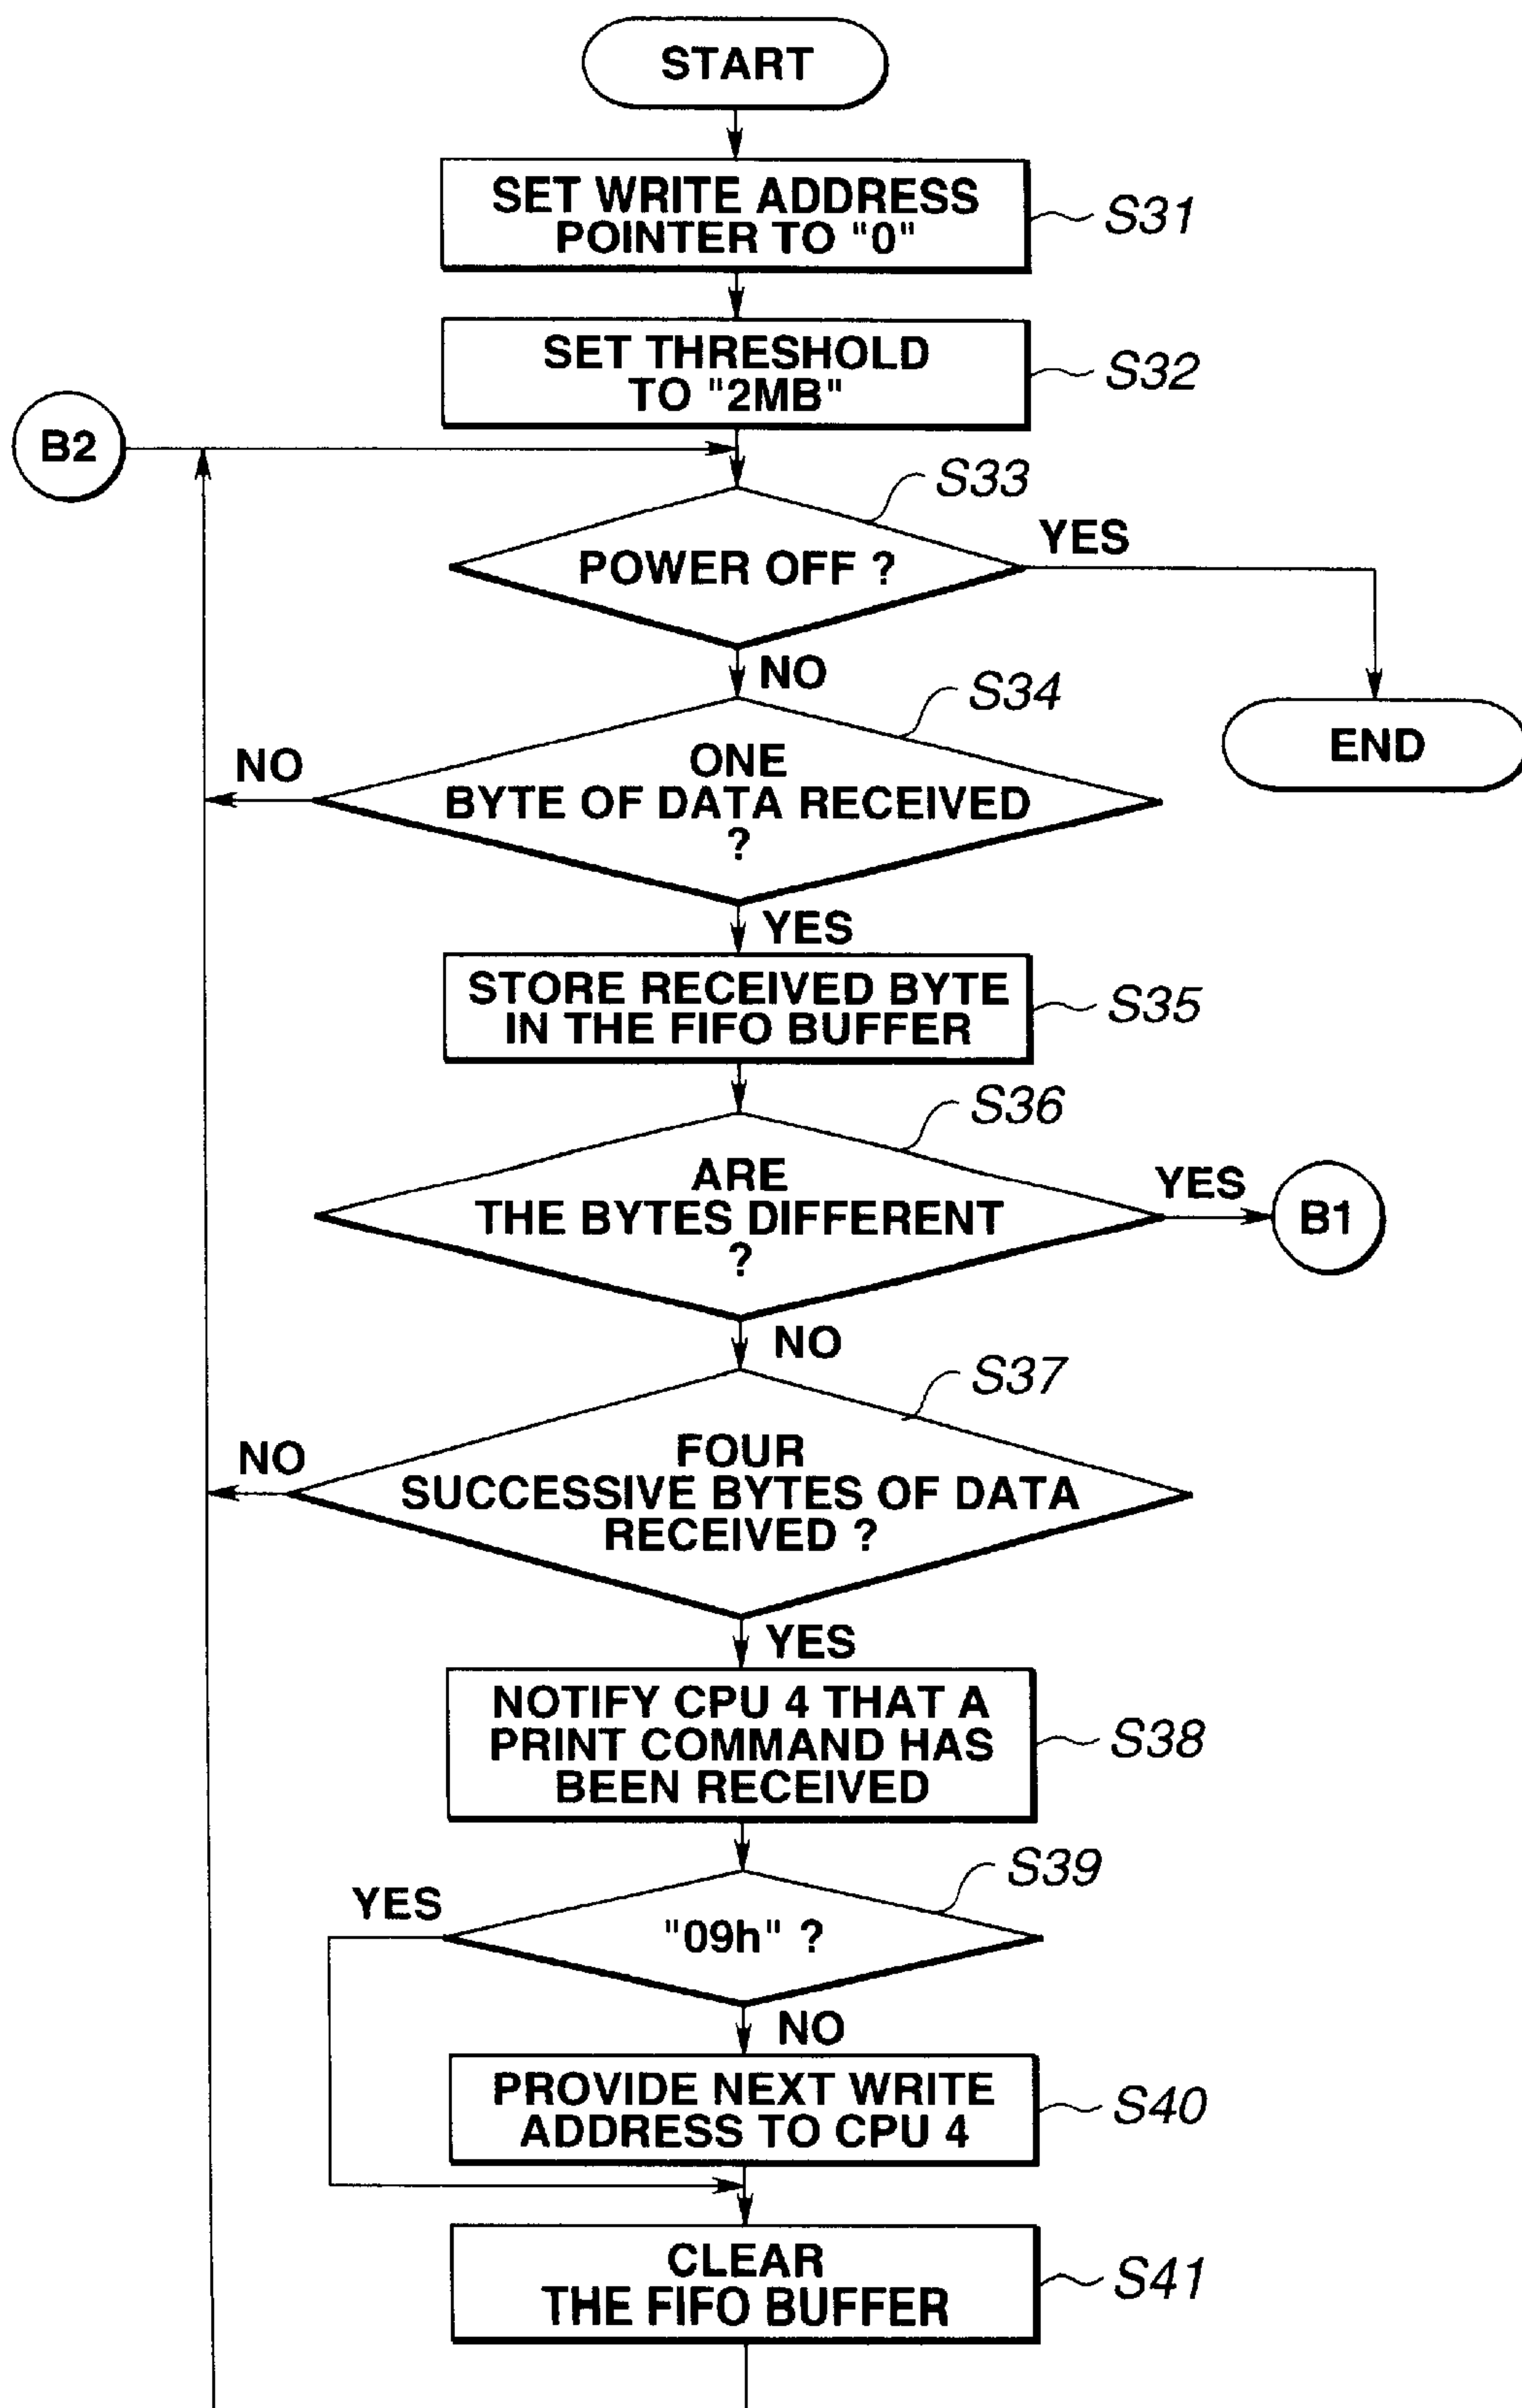 START
SET WRITE ADDRESS
POINTER TO "0"
S31
SET THRESHOLD
TO "2MB"
S32
B2
S33
POWER OFF ?
YES
NO
S34
END
ONE
BYTE OF DATA RECEIVED
?
NO
YES
STORE RECEIVED BYTE
IN THE FIFO BUFFER
S35
S36
ARE
THE BYTES DIFFERENT
?
YES
B1
NO
S37
FOUR
SUCCESSIVE BYTES OF DATA
RECEIVED ?
NO
YES
NOTIFY CPU 4 THAT A
PRINT COMMAND HAS
BEEN RECEIVED
S38
S39
YES
"09h" ?
NO
PROVIDE NEXT WRITE
ADDRESS TO CPU 4
S40
CLEAR
THE FIFO BUFFER
S41